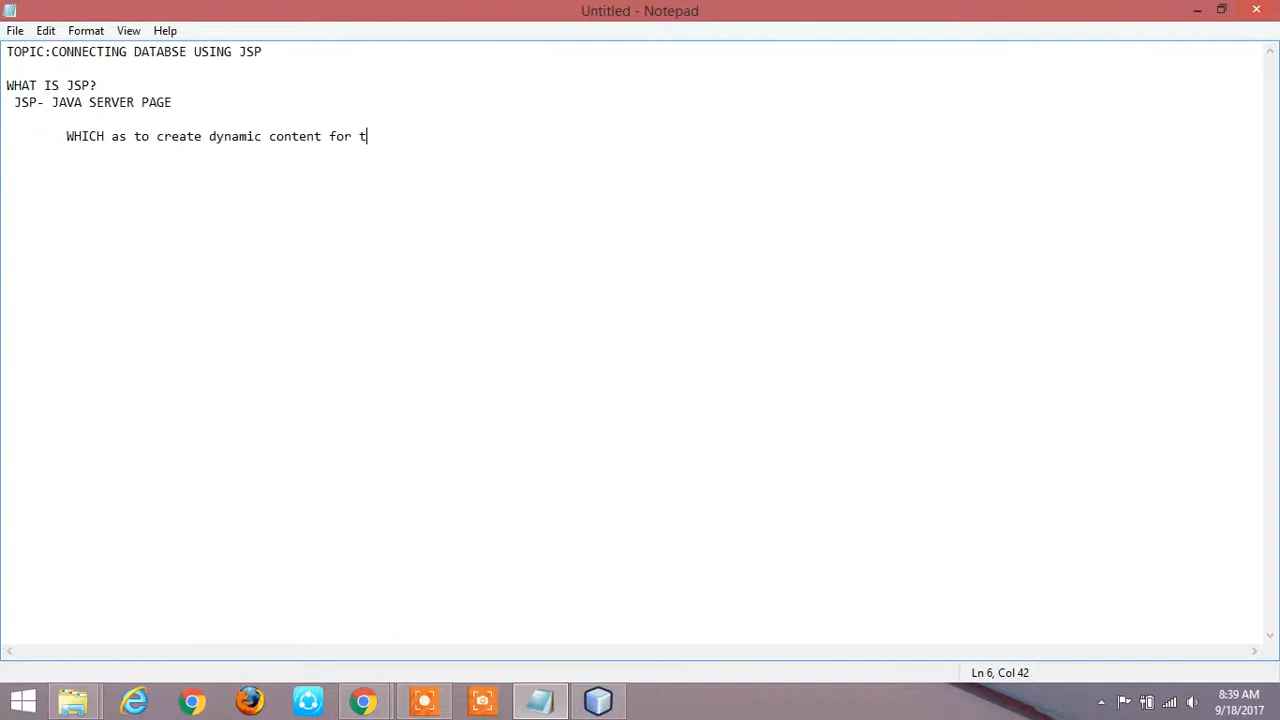 Untitled - Notepad
File Edit Format View Help
TOPIC:CONNECTING DATABSE USING JSP
WHAT IS JSP?
JSP- JAVA SERVER PAGE
WHICH as to create dynamic content for t
Ln 6, Col 42
8:39 AM
9/18/2017